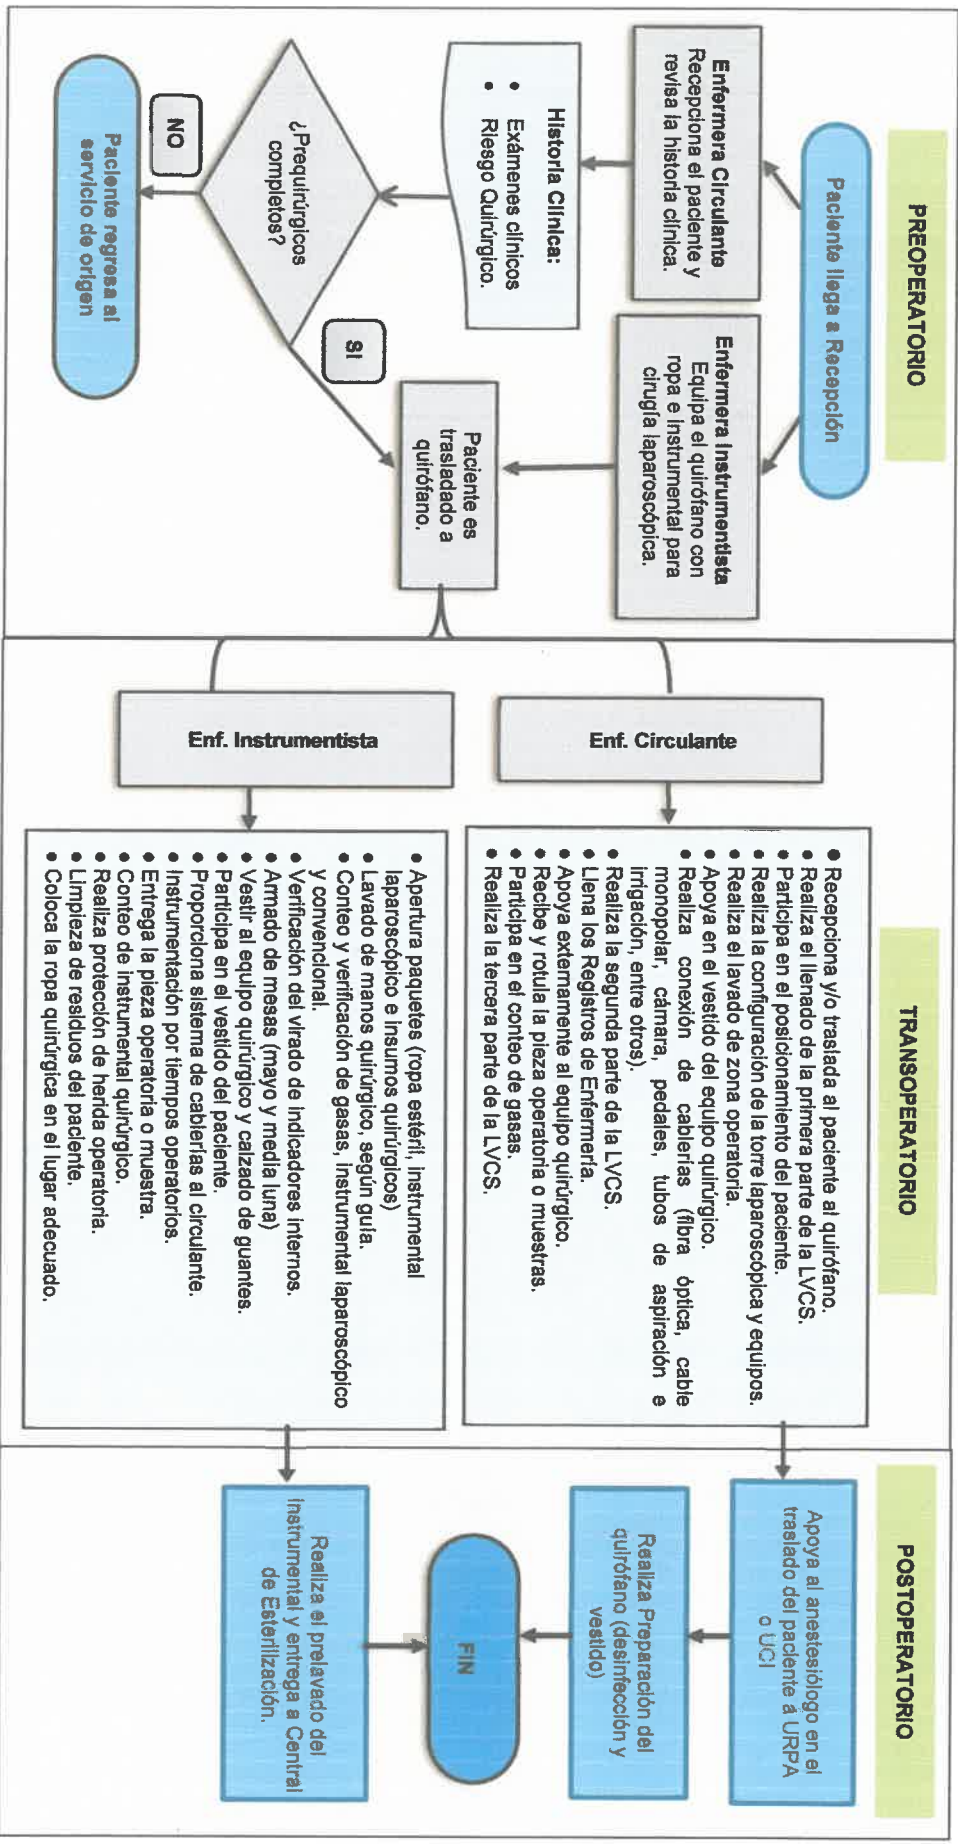 PREOPERATORIO
Paciente llega a Recepción
Enfermera Circulante
Recepciona el paciente y
revisa la historia clínica.
Enfermera Instrumentista
Equipa el quirófano con
ropa e instrumental para
cirugía laparoscópica.
Historia Clínica:
• Exámenes clínicos
• Riesgo Quirúrgico.
¿Prequirúrgicos
completos?
SI
NO
Paciente es
trasladado a
quirófano.
Paciente regresa al
servicio de origen
TRANSOPERATORIO
Enf. Circulante
• Recepciona y/o traslada al paciente al quirófano.
• Realiza el llenado de la primera parte de la LVCS.
• Participa en el posicionamiento del paciente.
• Realiza la configuración de la torre laparoscópica y equipos.
• Realiza el lavado de zona operatoria.
• Apoya en el vestido del equipo quirúrgico.
• Realiza conexión de cablerías (fibra óptica, cable
monopolar, cámara, pedales, tubos de aspiración e
irrigación, entre otros).
• Realiza la segunda parte de la LVCS.
• Llena los Registros de Enfermería.
• Apoya externamente al equipo quirúrgico.
• Recibe y rotula la pieza operatoria o muestras.
• Participa en el conteo de gasas.
• Realiza la tercera parte de la LVCS.
Enf. Instrumentista
• Apertura paquetes (ropa estéril, instrumental
laparoscópico e insumos quirúrgicos)
• Lavado de manos quirúrgico, según guía.
• Conteo y verificación de gasas, instrumental laparoscópico
y convencional.
• Verificación del virado de indicadores internos.
• Armado de mesas (mayo y media luna)
• Vestir al equipo quirúrgico y calzado de guantes.
• Participa en el vestido del paciente.
• Proporciona sistema de cablerías al circulante.
• Instrumentación por tiempos operatorios.
• Entrega la pieza operatoria o muestra.
• Conteo de instrumental quirúrgico.
• Realiza protección de herida operatoria.
• Limpieza de residuos del paciente.
• Coloca la ropa quirúrgica en el lugar adecuado.
POSTOPERATORIO
Apoya al anestesiólogo en el
traslado del paciente á URPA
o UCI
Realiza Preparación del
quirófano (desinfección y
vestido)
FIN
Realiza el prelavado del
instrumental y entrega a Central
de Esterilización.